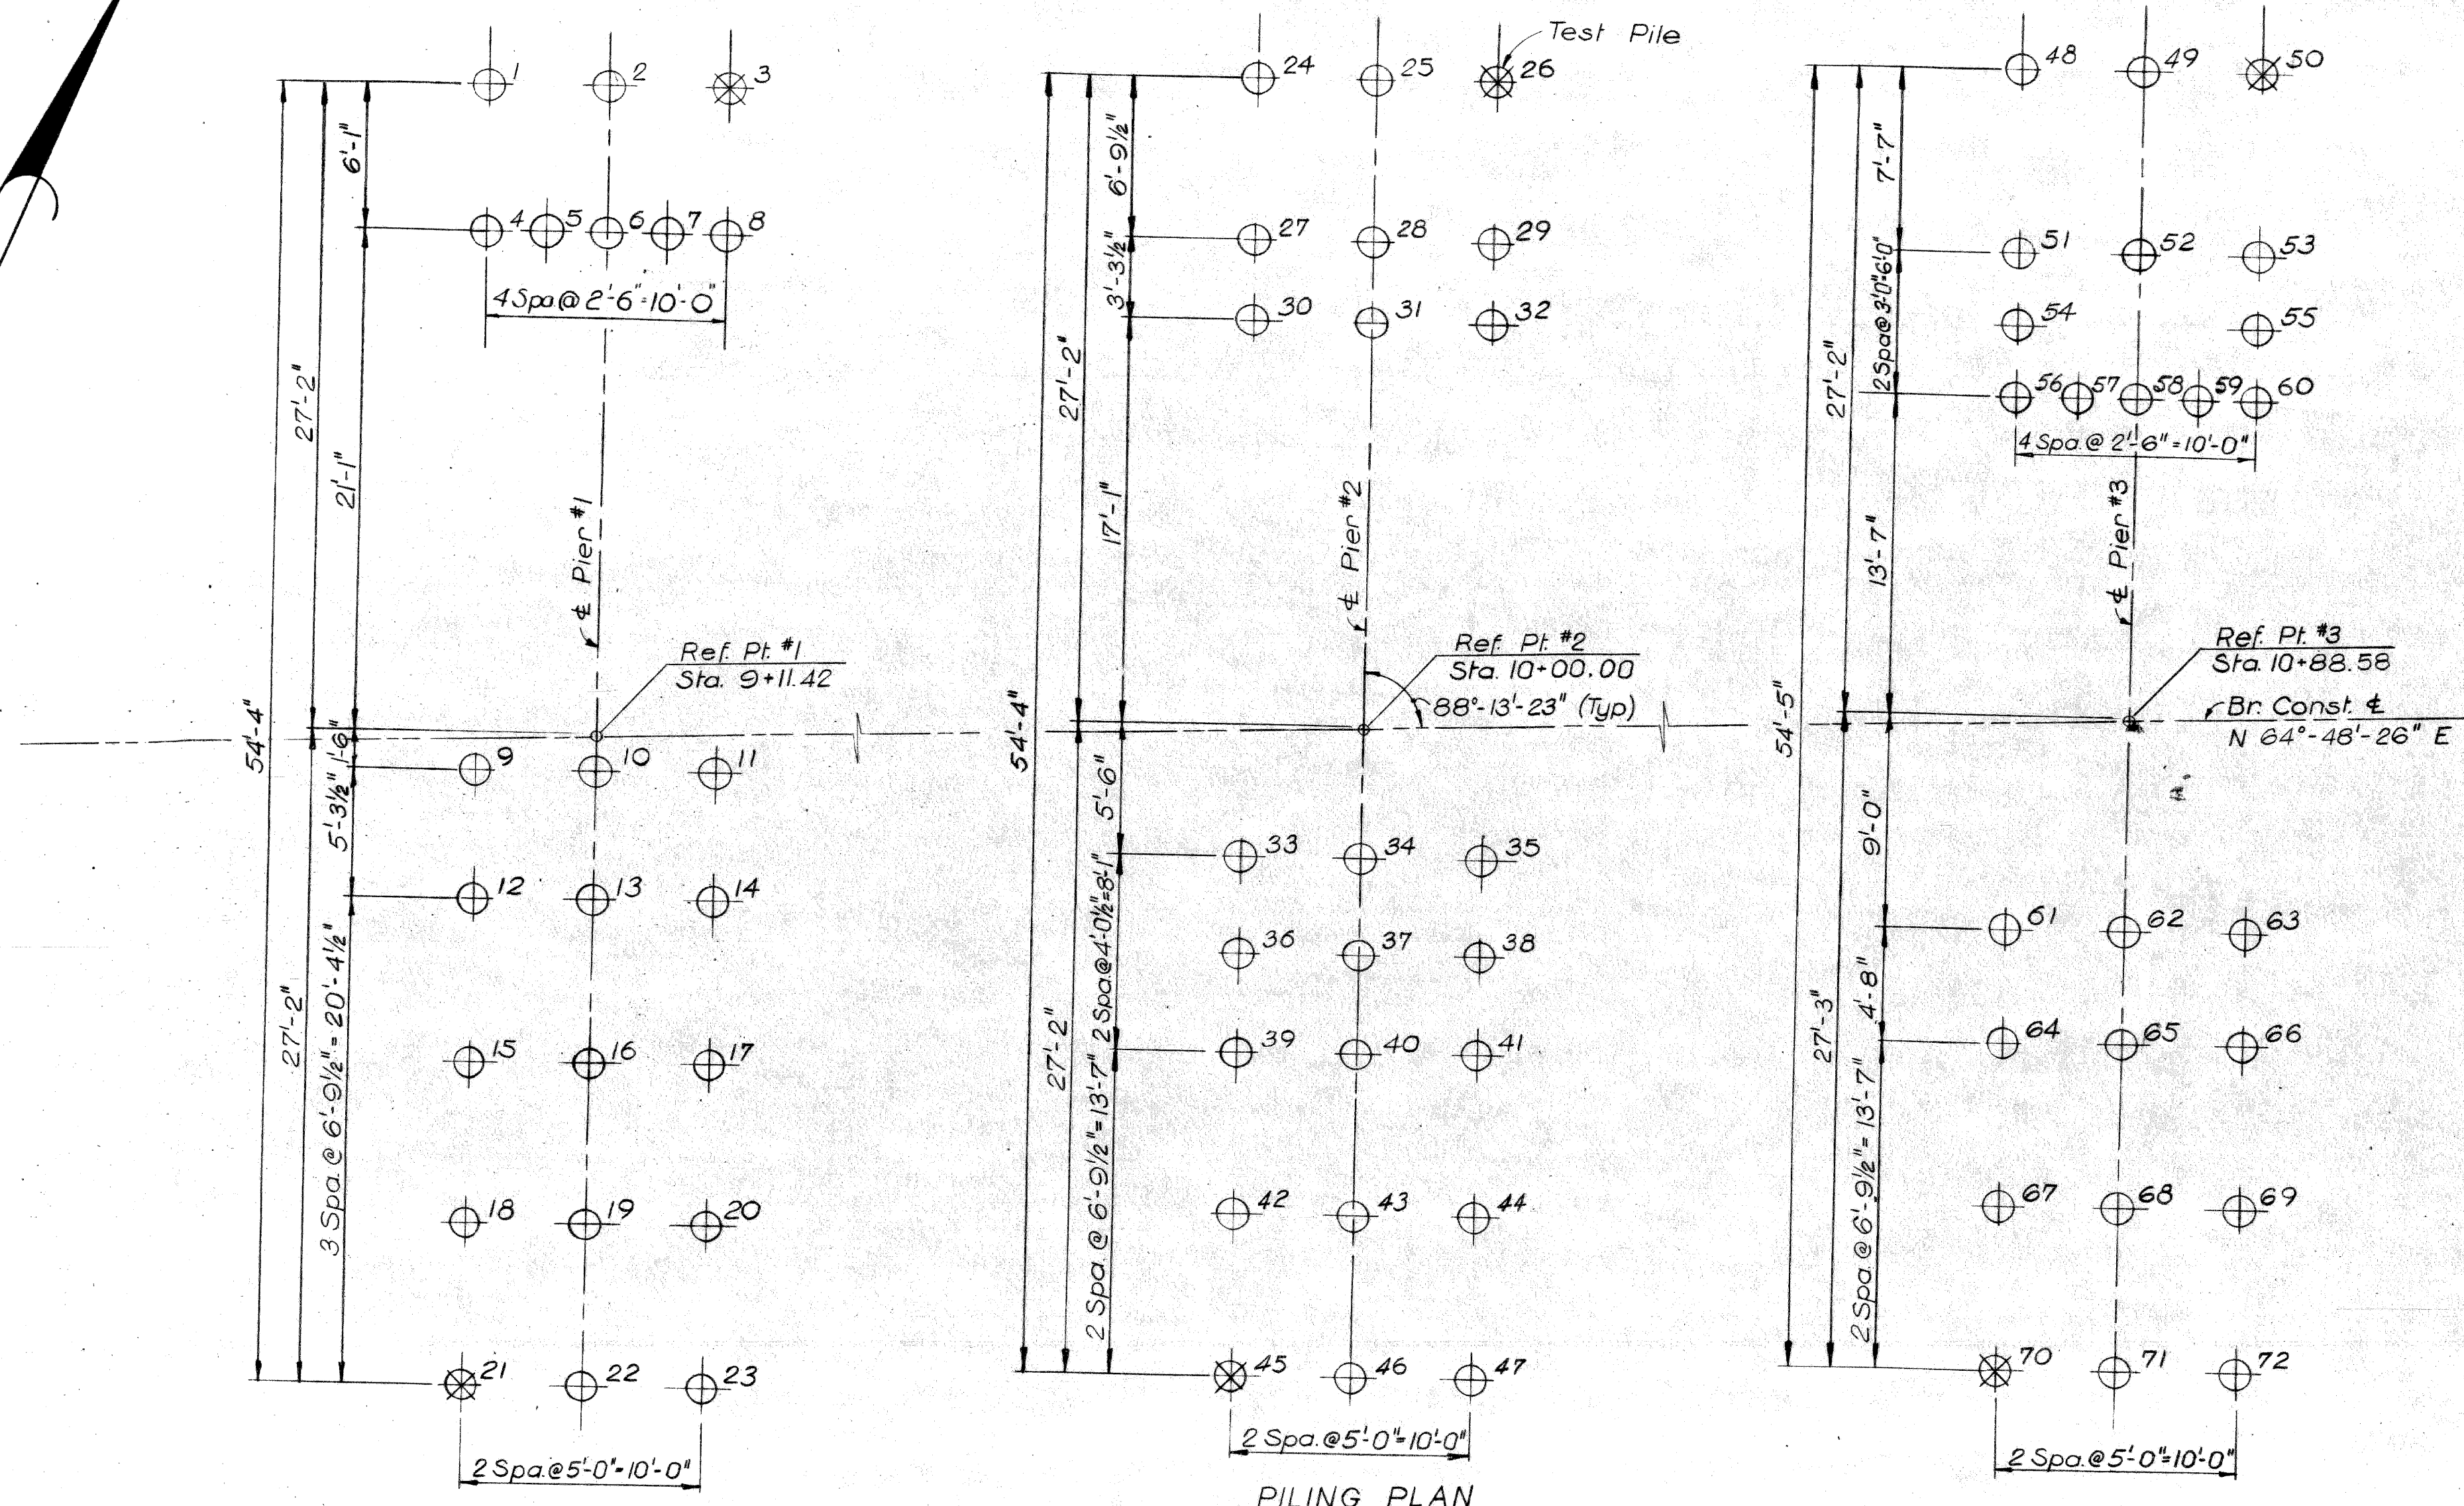 1 2 3
6'-1"
4 5 6 7 8
4 Spa @ 2'-6"=10'-0"
27'-2"
21'-1"
℄ Pier #1
Ref. Pt. #1
Sta. 9+11.42
54'-4"
1'-6"
9 10 11
5'-3½"
12 13 14
27'-2"
3 Spa. @ 6'-9½" = 20'-4½"
15 16 17
18 19 20
21 22 23
2 Spa.@5'-0"=10'-0"
Test Pile
24 25 26
6'-9½"
27 28 29
3'-3½"
30 31 32
27'-2"
17'-1"
℄ Pier #2
Ref. Pt. #2
Sta. 10+00.00
88°-13'-23" (Typ)
54'-4"
5'-6"
33 34 35
2 Spa.@4'-0½"=8'-1"
36 37 38
27'-2"
39 40 41
2 Spa. @ 6'-9½"=13'-7"
42 43 44
45 46 47
2 Spa.@5'-0"=10'-0"
PILING PLAN
48 49 50
7'-7"
51 52 53
2 Spa@3'-0"=6'-0"
54 55
27'-2"
56 57 58 59 60
4 Spa.@ 2'-6"=10'-0"
℄ Pier #3
13'-7"
Ref. Pt. #3
Sta. 10+88.58
54'-5"
Br. Const. ℄
N 64°-48'-26" E
9'-0"
61 62 63
4'-8"
27'-3"
64 65 66
2 Spa.@ 6'-9½"=13'-7"
67 68 69
70 71 72
2 Spa.@5'-0"=10'-0"